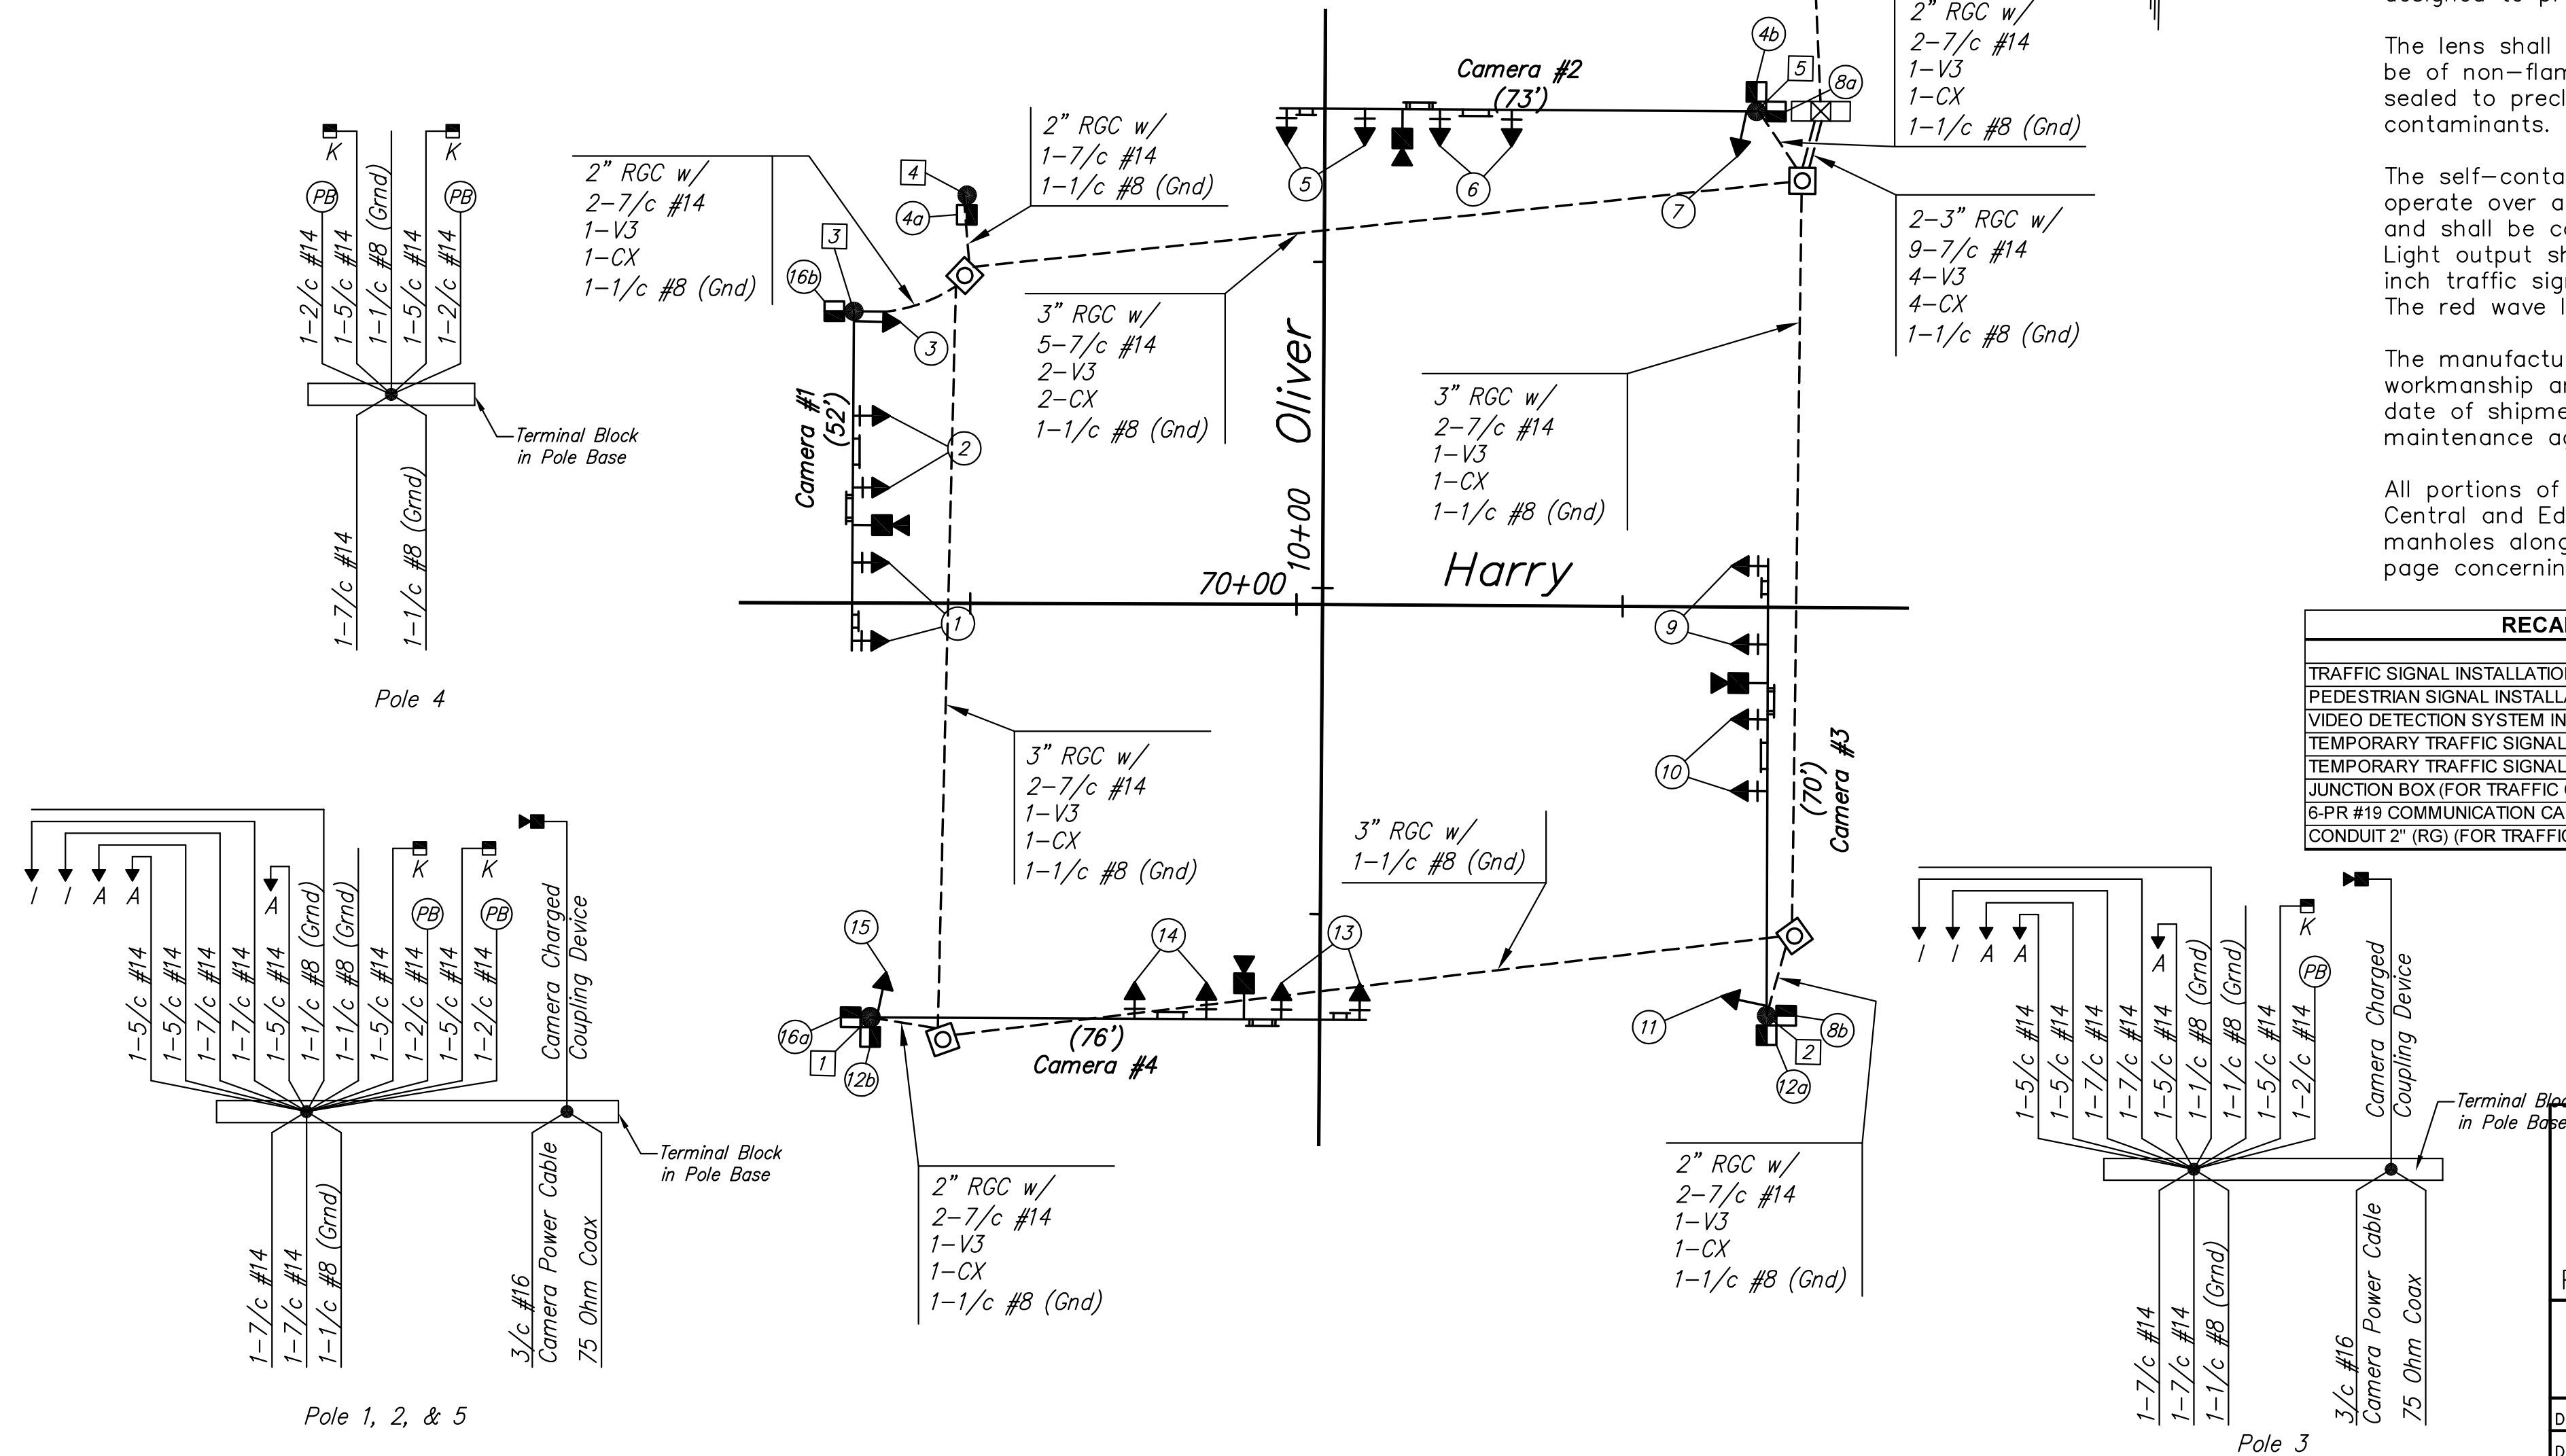 K
K
PB
PB
1-2/c #14
1-5/c #14
1-1/c #8 (Grnd)
1-5/c #14
1-2/c #14
Terminal Block
in Pole Base
1-7/c #14
1-1/c #8 (Grnd)
Pole 4
2" RGC w/
2-7/c #14
1-V3
1-CX
1-1/c #8 (Gnd)
2" RGC w/
1-7/c #14
1-1/c #8 (Gnd)
4
4a
3
16b
3
Camera #1
(52')
2
1
3" RGC w/
5-7/c #14
2-V3
2-CX
1-1/c #8 (Gnd)
Oliver
10+00
70+00
Harry
Camera #2
(73')
5
6
7
4b
5
8a
2" RGC w/
2-7/c #14
1-V3
1-CX
1-1/c #8 (Gnd)
2-3" RGC w/
9-7/c #14
4-V3
4-CX
1-1/c #8 (Gnd)
3" RGC w/
2-7/c #14
1-V3
1-CX
1-1/c #8 (Gnd)
9
10
(70')
Camera #3
3" RGC w/
2-7/c #14
1-V3
1-CX
1-1/c #8 (Gnd)
3" RGC w/
1-1/c #8 (Gnd)
15
14
13
16a
1
12b
(76')
Camera #4
11
8b
2
12a
2" RGC w/
2-7/c #14
1-V3
1-CX
1-1/c #8 (Gnd)
2" RGC w/
2-7/c #14
1-V3
1-CX
1-1/c #8 (Gnd)
I
I
A
A
A
K
K
PB
PB
1-5/c #14
1-5/c #14
1-7/c #14
1-7/c #14
1-5/c #14
1-1/c #8 (Grnd)
1-1/c #8 (Grnd)
1-5/c #14
1-2/c #14
1-5/c #14
1-2/c #14
Camera Charged
Coupling Device
Terminal Block
in Pole Base
1-7/c #14
1-7/c #14
1-1/c #8 (Grnd)
3/c #16
Camera Power Cable
75 Ohm Coax
Pole 1, 2, & 5
I
I
A
A
A
K
PB
1-5/c #14
1-5/c #14
1-7/c #14
1-7/c #14
1-5/c #14
1-1/c #8 (Grnd)
1-1/c #8 (Grnd)
1-5/c #14
1-2/c #14
Camera Charged
Coupling Device
Terminal Bloc
in Pole Base
1-7/c #14
1-7/c #14
1-1/c #8 (Grnd)
3/c #16
Camera Power Cable
75 Ohm Coax
Pole 3
The lens shall
be of non-flam
sealed to precl
contaminants.
The self-conta
operate over a
and shall be c
Light output sh
inch traffic sig
The red wave l
The manufactu
workmanship a
date of shipme
maintenance a
All portions of
Central and Ed
manholes along
page concernin
RECA
TRAFFIC SIGNAL INSTALLATIO
PEDESTRIAN SIGNAL INSTALLA
VIDEO DETECTION SYSTEM IN
TEMPORARY TRAFFIC SIGNAL
TEMPORARY TRAFFIC SIGNAL
JUNCTION BOX (FOR TRAFFIC
6-PR #19 COMMUNICATION CA
CONDUIT 2" (RG) (FOR TRAFFI